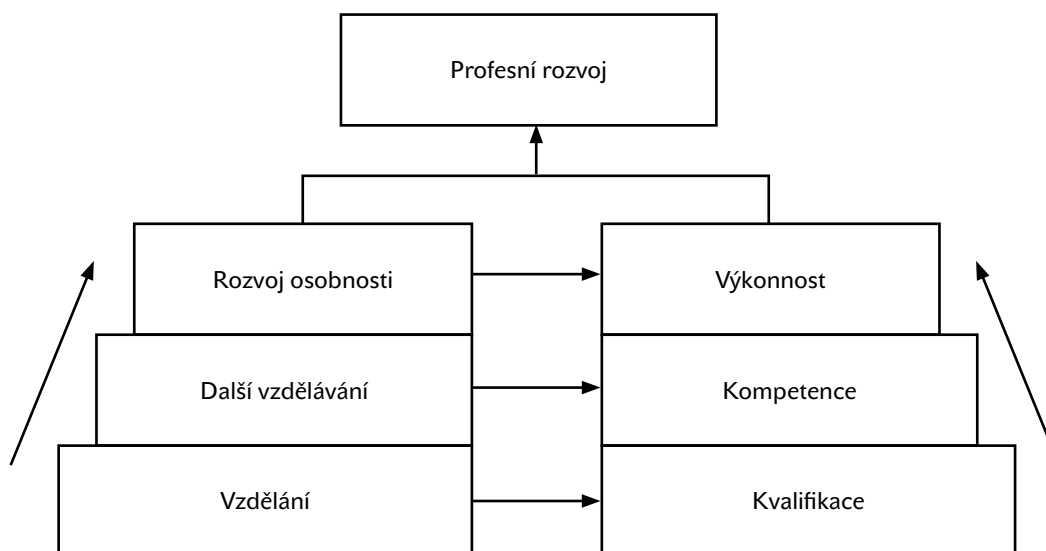 Profesní rozvoj
Rozvoj osobnosti
Výkonnost
Další vzdělávání
Kompetence
Vzdělání
Kvalifikace